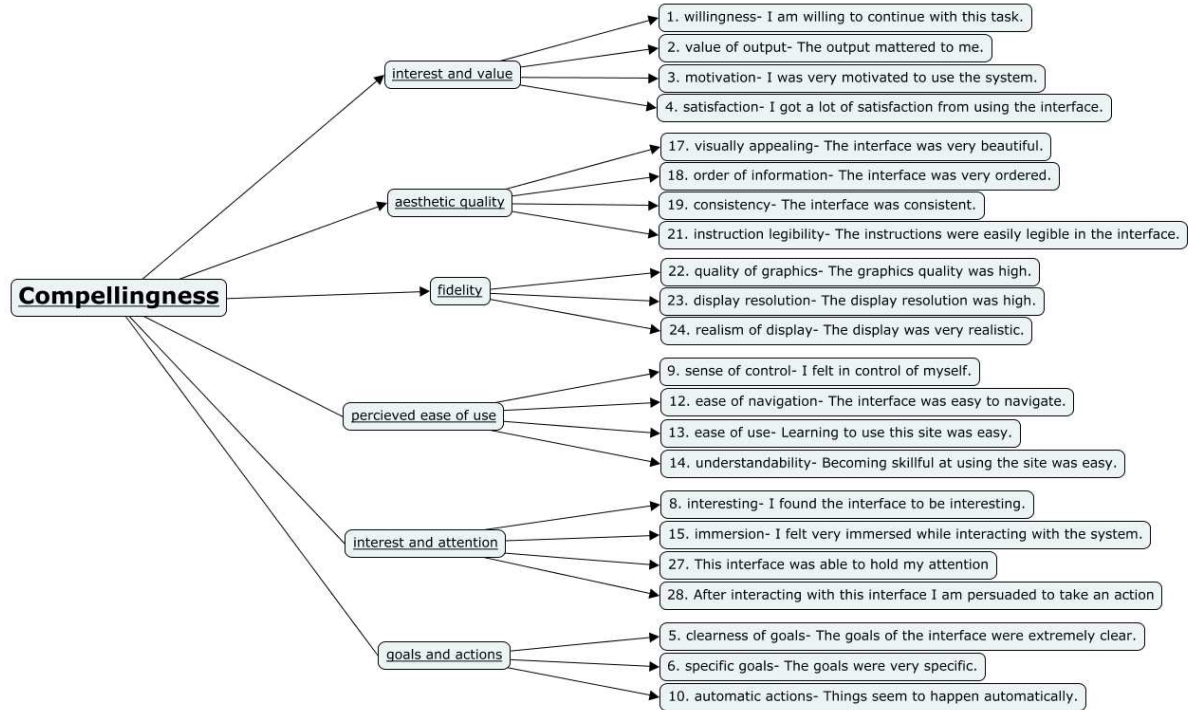 Compellingness
interest and value
1. willingness- I am willing to continue with this task.
2. value of output- The output mattered to me.
3. motivation- I was very motivated to use the system.
4. satisfaction- I got a lot of satisfaction from using the interface.
aesthetic quality
17. visually appealing- The interface was very beautiful.
18. order of information- The interface was very ordered.
19. consistency- The interface was consistent.
21. instruction legibility- The instructions were easily legible in the interface.
fidelity
22. quality of graphics- The graphics quality was high.
23. display resolution- The display resolution was high.
24. realism of display- The display was very realistic.
percieved ease of use
9. sense of control- I felt in control of myself.
12. ease of navigation- The interface was easy to navigate.
13. ease of use- Learning to use this site was easy.
14. understandability- Becoming skillful at using the site was easy.
interest and attention
8. interesting- I found the interface to be interesting.
15. immersion- I felt very immersed while interacting with the system.
27. This interface was able to hold my attention
28. After interacting with this interface I am persuaded to take an action
goals and actions
5. clearness of goals- The goals of the interface were extremely clear.
6. specific goals- The goals were very specific.
10. automatic actions- Things seem to happen automatically.